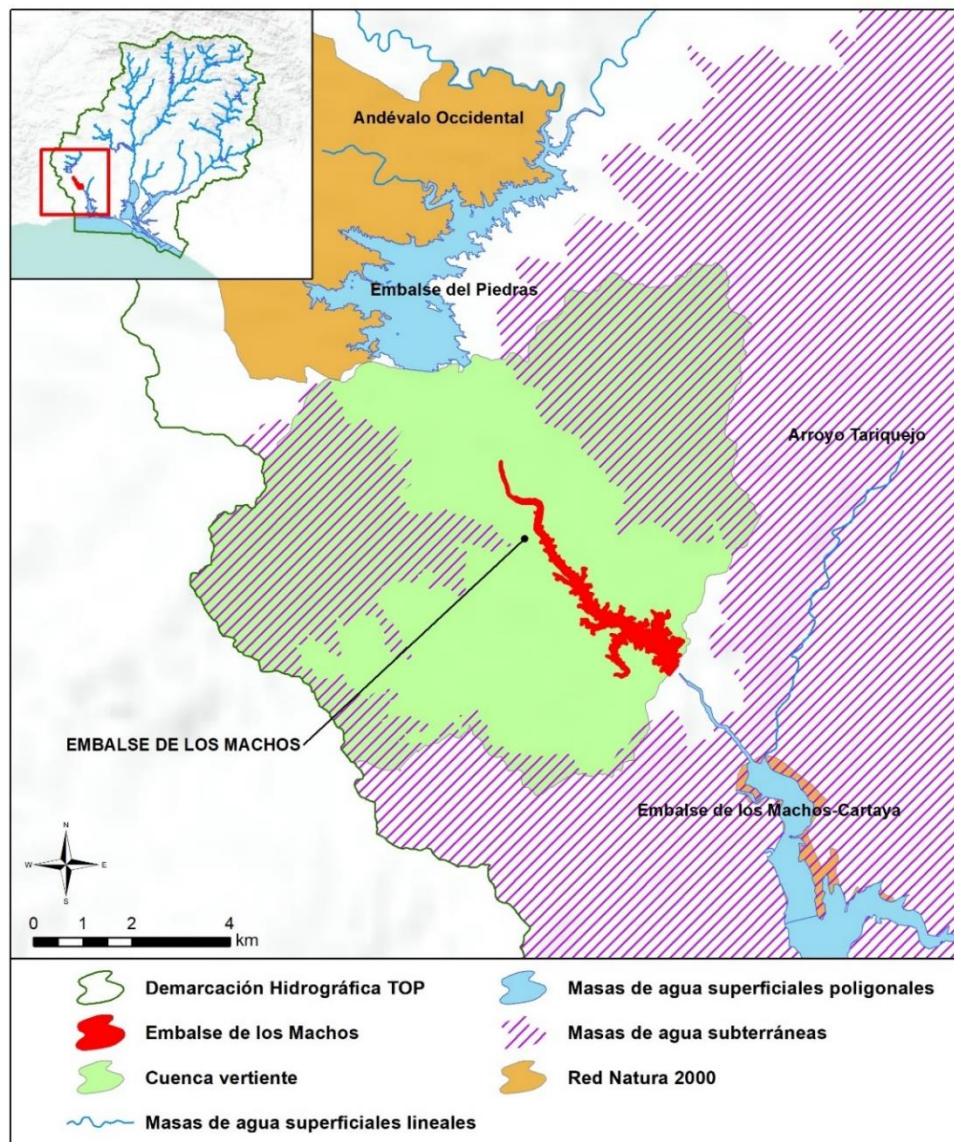 Andévalo Occidental
Embalse del Piedras
Arroyo Tariquejo
EMBALSE DE LOS MACHOS
Embalse de los Machos-Cartaya
N
W E
S
0 1 2 4
km
Demarcación Hidrográfica TOP
Embalse de los Machos
Cuenca vertiente
Masas de agua superficiales lineales
Masas de agua superficiales poligonales
Masas de agua subterráneas
Red Natura 2000